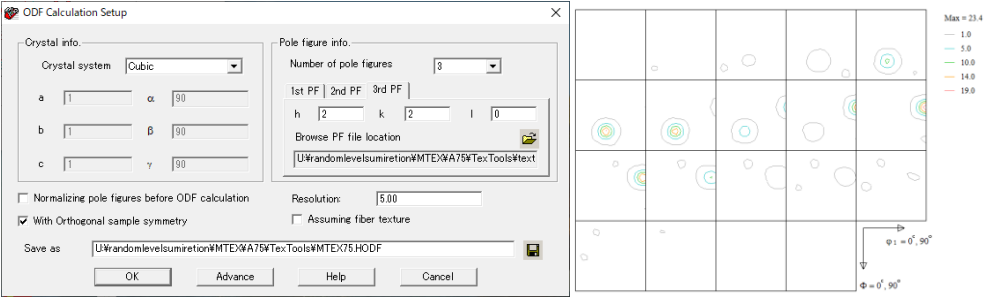 ODF Calculation Setup
Crystal info.
Crystal system Cubic
a 1 α 90
b 1 β 90
c 1 γ 90
Pole figure info.
Number of pole figures 3
1st PF 2nd PF 3rd PF
h 2 k 2 l 0
Browse PF file location
U:¥randomlevelsumiretion¥MTEX¥A75¥TexTools¥text
Normalizing pole figures before ODF calculation
With Orthogonal sample symmetry
Resolution: 5.00
Assuming fiber texture
Save as U:¥randomlevelsumiretion¥MTEX¥A75¥TexTools¥MTEX75.HODF
OK Advance Help Cancel
Max = 23.4
1.0
5.0
10.0
14.0
19.0
φ1 = 0°, 90°
Φ = 0°, 90°